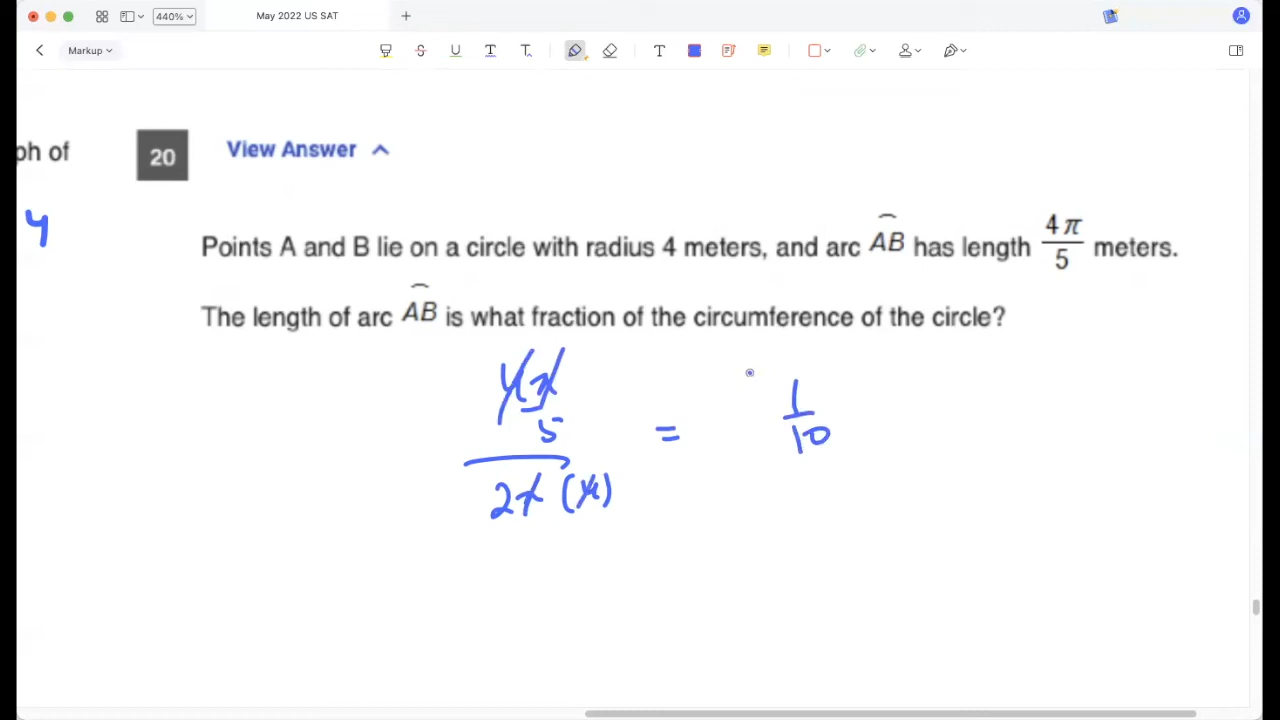 440%
May 2022 US SAT
Markup
ph of
20
View Answer
4
Points A and B lie on a circle with radius 4 meters, and arc AB has length 4π/5 meters.
The length of arc AB is what fraction of the circumference of the circle?
4π
5
2π (4)
=
1
10